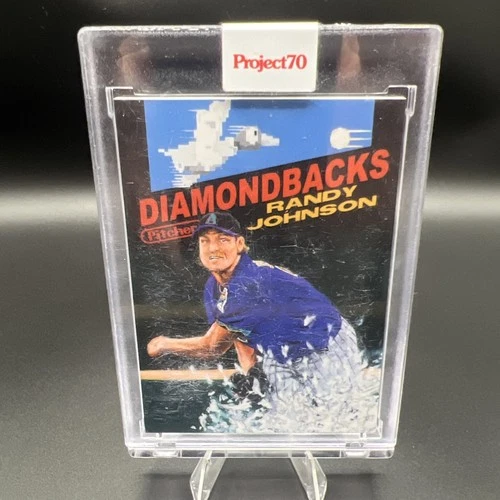 Project70
DIAMONDBACKS
RANDY
Pitcher
JOHNSON
A